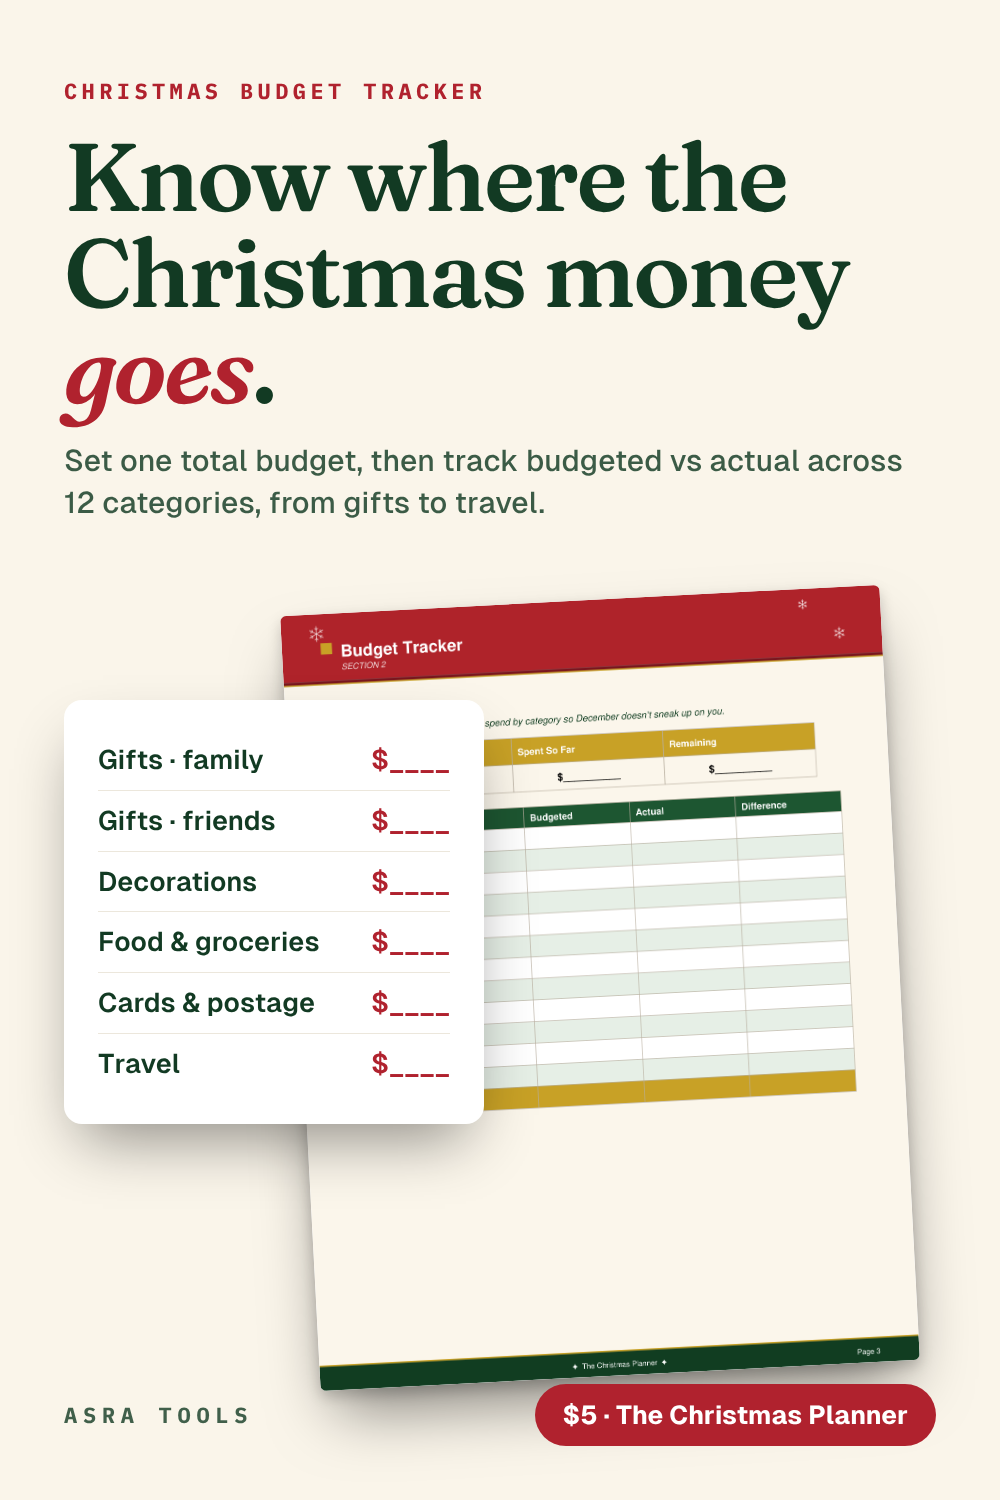 CHRISTMAS BUDGET TRACKER
Know where the
Christmas money
goes.
Set one total budget, then track budgeted vs actual across
12 categories, from gifts to travel.
Budget Tracker
SECTION 2
spend by category so December doesn't sneak up on you.
Spent So Far
Remaining
$__________
$__________
Budgeted
Actual
Difference
Gifts · family $____
Gifts · friends $____
Decorations $____
Food & groceries $____
Cards & postage $____
Travel $____
✦ The Christmas Planner ✦
Page 3
ASRA TOOLS
$5 · The Christmas Planner